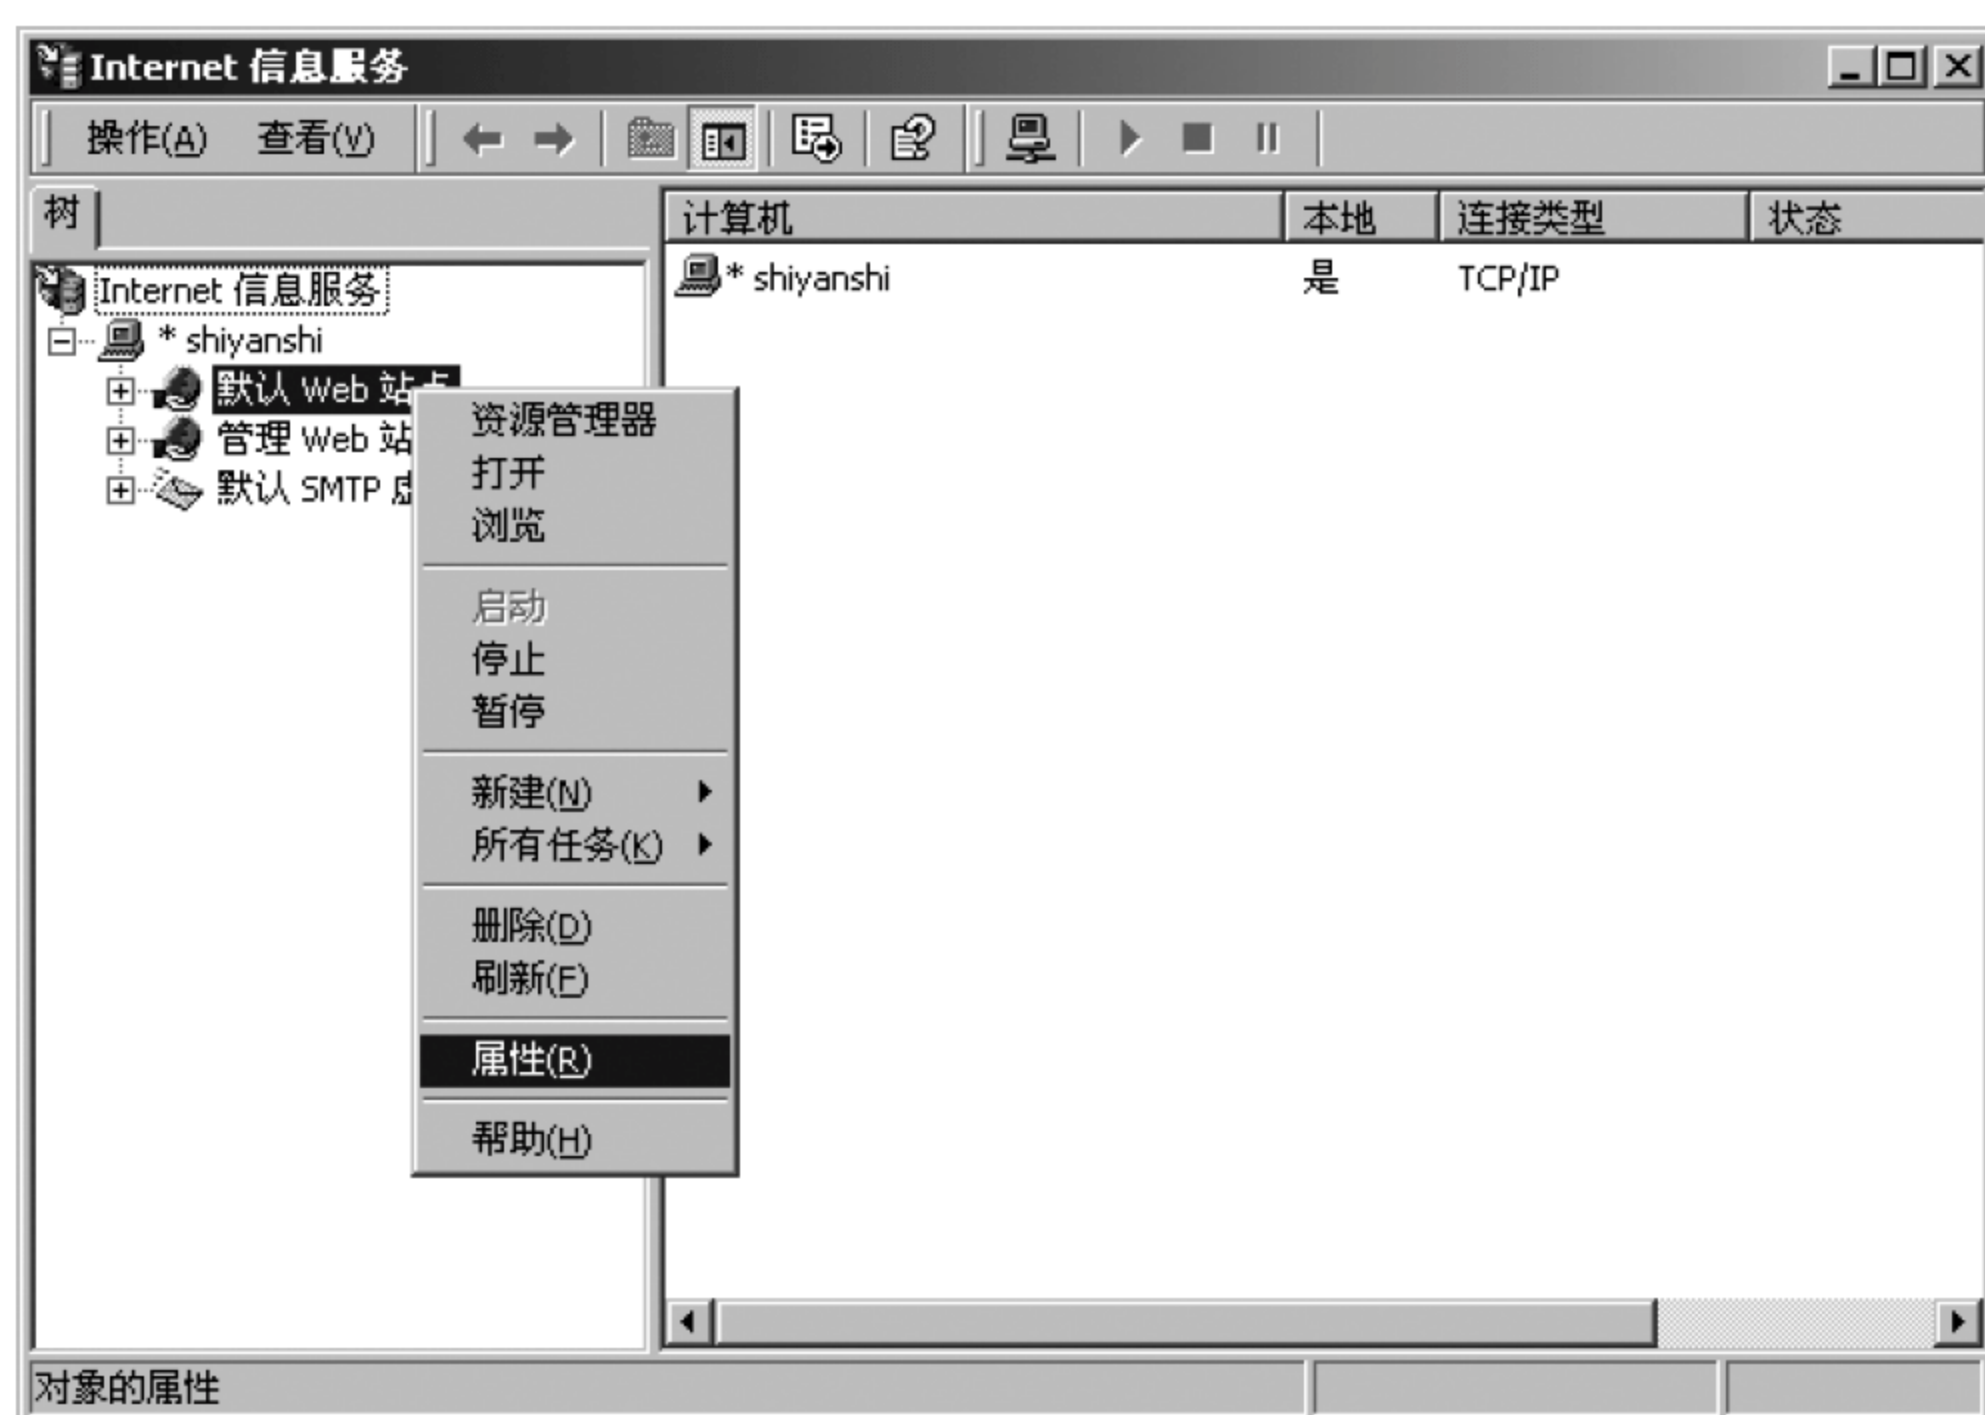 Internet 信息服务
操作(A) 查看(V)
树
计算机 本地 连接类型 状态
Internet 信息服务
* shiyanshi 是 TCP/IP
* shiyanshi
默认 Web 站点
管理 Web 站
默认 SMTP 虚
资源管理器
打开
浏览
启动
停止
暂停
新建(N)
所有任务(K)
删除(D)
刷新(F)
属性(R)
帮助(H)
对象的属性